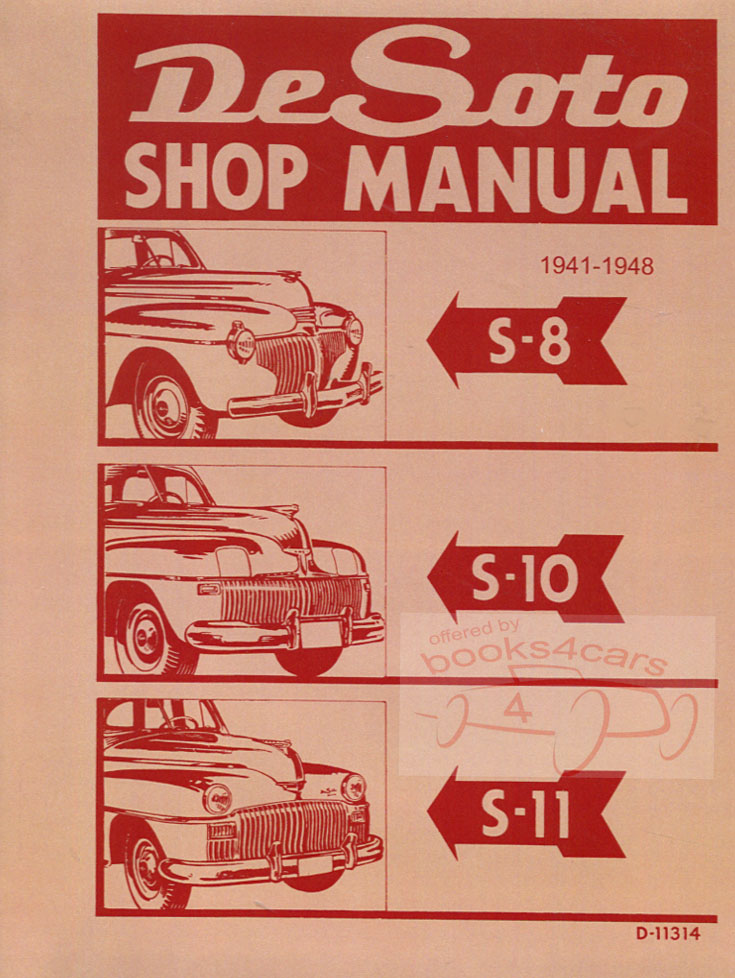 DeSoto
SHOP MANUAL
1941-1948
S-8
S-10
offered by
books4cars
4
S-11
D-11314